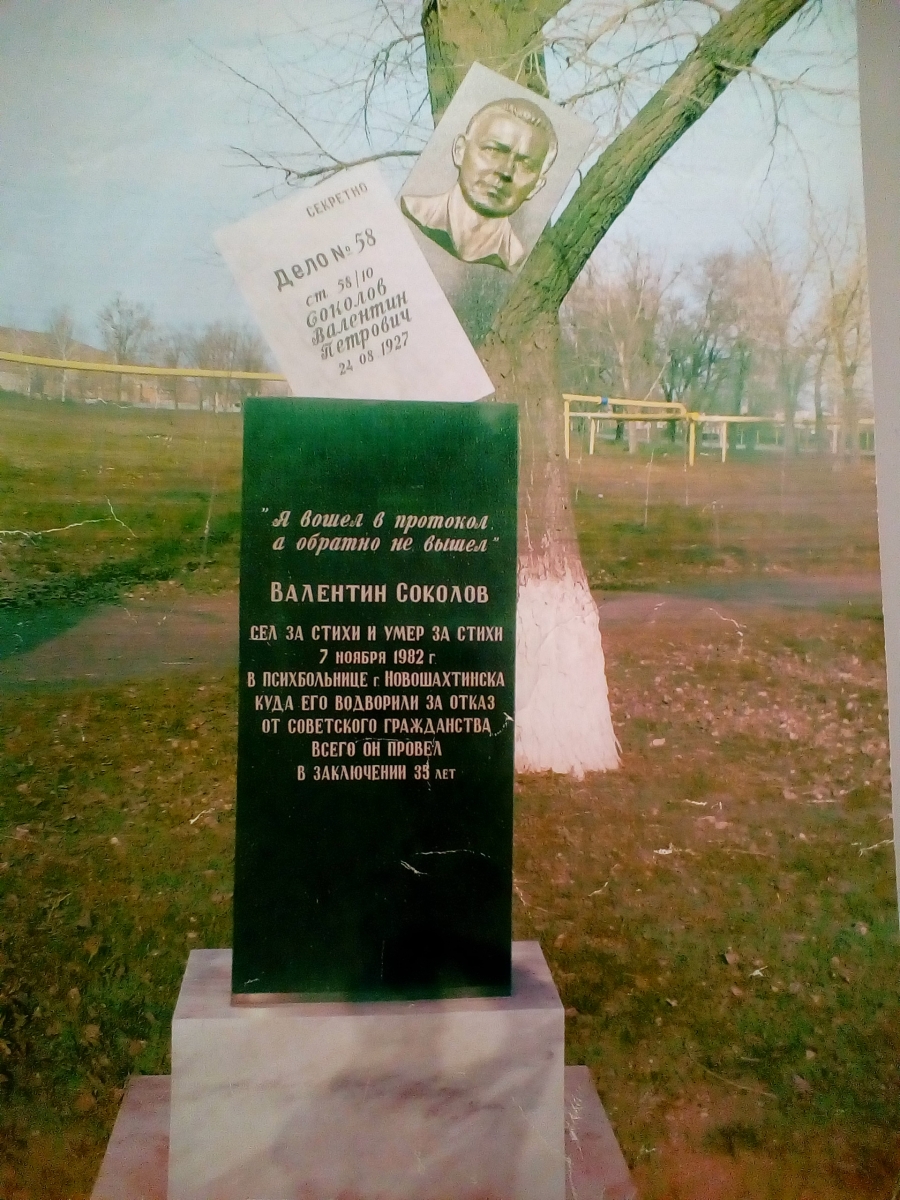 СЕКРЕТНО
Дело № 58
ст. 58/10
Соколов
Валентин
Петрович
24 08 1927
"Я вошел в протокол,
а обратно не вышел"
ВАЛЕНТИН СОКОЛОВ
СЕЛ ЗА СТИХИ И УМЕР ЗА СТИХИ
7 НОЯБРЯ 1982 г.
В ПСИХБОЛЬНИЦЕ г. НОВОШАХТИНСКА
КУДА ЕГО ВОДВОРИЛИ ЗА ОТКАЗ
ОТ СОВЕТСКОГО ГРАЖДАНСТВА
ВСЕГО ОН ПРОВЕЛ
В ЗАКЛЮЧЕНИИ 35 ЛЕТ